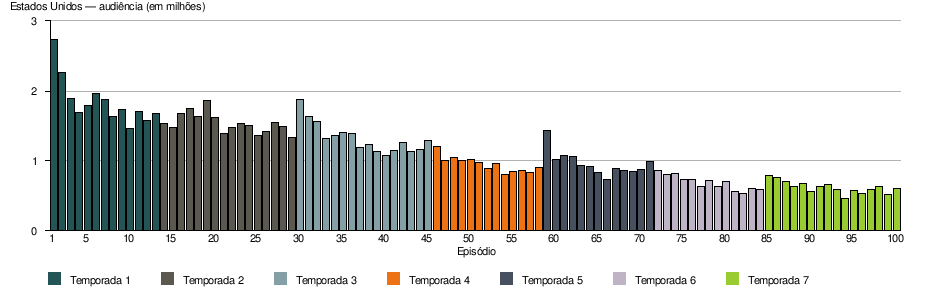 Estados Unidos — audiência (em milhões)
3
2
1
0
1 5 10 15 20 25 30 35 40 45 50 55 60 65 70 75 80 85 90 95 100
Episódio
Temporada 1 Temporada 2 Temporada 3 Temporada 4 Temporada 5 Temporada 6 Temporada 7